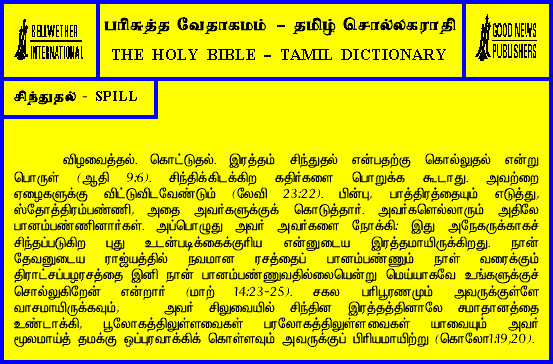 BELLWETHER
INTERNATIONAL
பரிசுத்த வேதாகமம் – தமிழ் சொல்லகராதி
THE HOLY BIBLE – TAMIL DICTIONARY
GOOD NEWS
PUBLISHERS
சிந்துதல் - SPILL
விழவைத்தல். கொட்டுதல். இரத்தம் சிந்துதல் என்பதற்கு கொல்லுதல் என்று
பொருள் (ஆதி 9:6). சிந்திக்கிடக்கிற கதிர்களை பொறுக்க கூடாது. அவற்றை
ஏழைகளுக்கு விட்டுவிடவேண்டும் (லேவி 23:22). பின்பு, பாத்திரத்தையும் எடுத்து,
ஸ்தோத்திரம்பண்ணி, அதை அவர்களுக்குக் கொடுத்தார். அவர்களெல்லாரும் அதிலே
பானம்பண்ணினார்கள். அப்பொழுது அவர் அவர்களை நோக்கி: இது அநேகருக்காகச்
சிந்தப்படுகிற புது உடன்படிக்கைக்குரிய என்னுடைய இரத்தமாயிருக்கிறது. நான்
தேவனுடைய ராஜ்யத்தில் நவமான ரசத்தைப் பானம்பண்ணும் நாள் வரைக்கும்
திராட்சப்பழரசத்தை இனி நான் பானம்பண்ணுவதில்லையென்று மெய்யாகவே உங்களுக்குச்
சொல்லுகிறேன் என்றார் (மாற் 14:23-25). சகல பரிபூரணமும் அவருக்குள்ளே
வாசமாயிருக்கவும், அவர் சிலுவையில் சிந்தின இரத்தத்தினாலே சமாதானத்தை
உண்டாக்கி, பூலோகத்திலுள்ளவைகள் பரலோகத்திலுள்ளவைகள் யாவையும் அவர்
மூலமாய்த் தமக்கு ஒப்புரவாக்கிக் கொள்ளவும் அவருக்குப் பிரியமாயிற்று (கொலோ1:19,20).